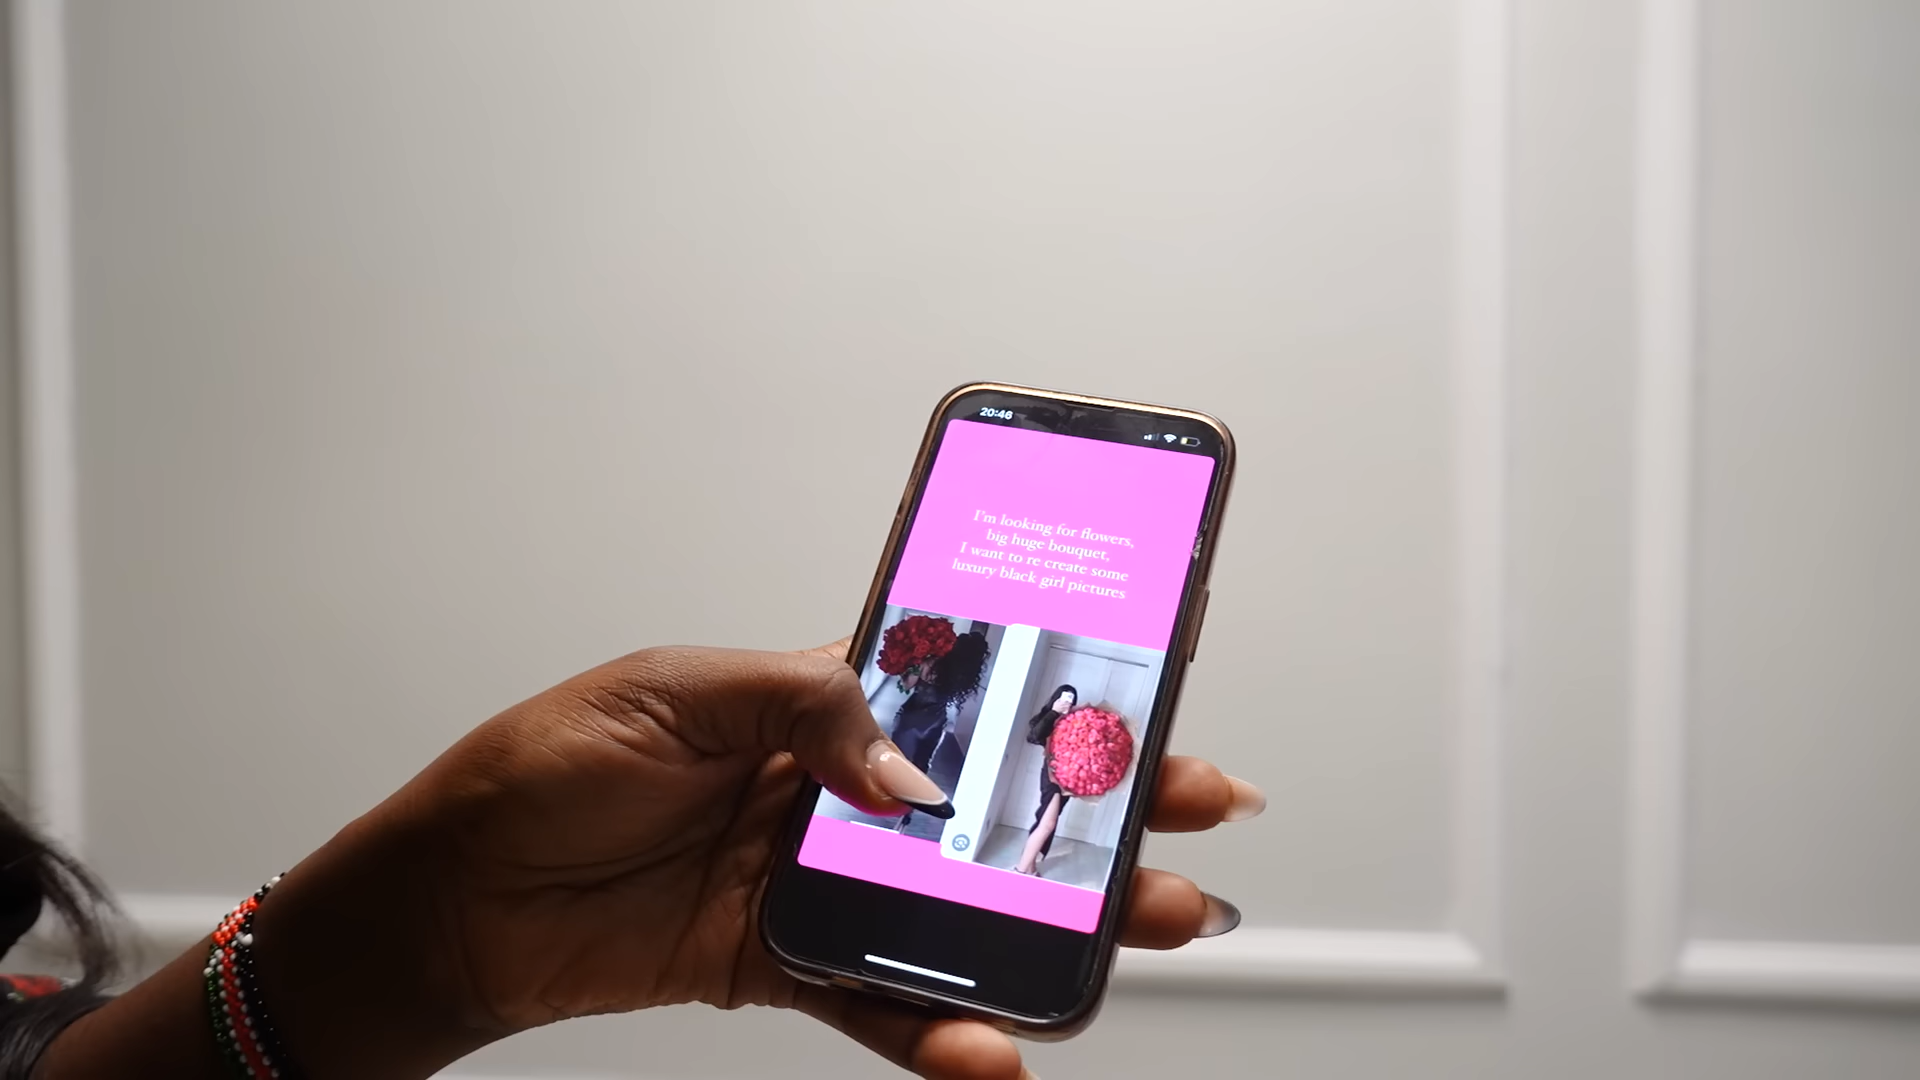 20:46
I'm looking for flowers,
big huge bouquet,
I want to re create some
luxury black girl pictures